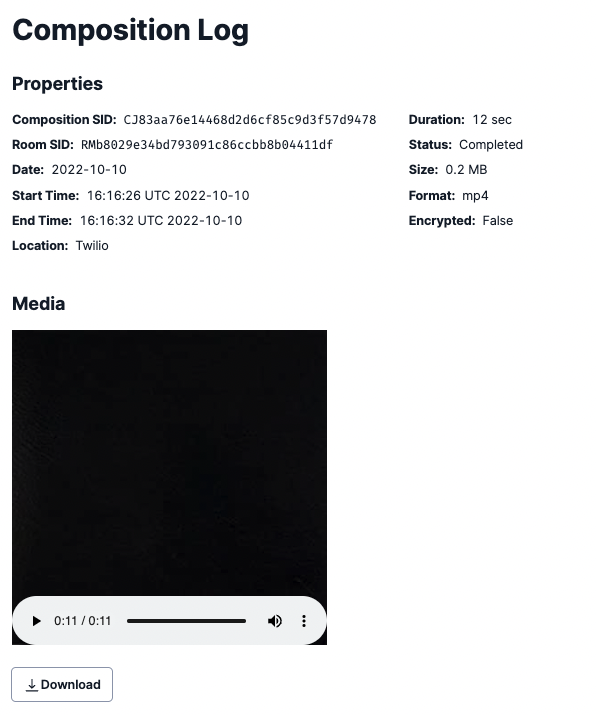 Composition Log
Properties
Composition SID: CJ83aa76e14468d2d6cf85c9d3f57d9478
Room SID: RMb8029e34bd793091c86ccbb8b04411df
Date: 2022-10-10
Start Time: 16:16:26 UTC 2022-10-10
End Time: 16:16:32 UTC 2022-10-10
Location: Twilio
Duration: 12 sec
Status: Completed
Size: 0.2 MB
Format: mp4
Encrypted: False
Media
0:11 / 0:11
Download